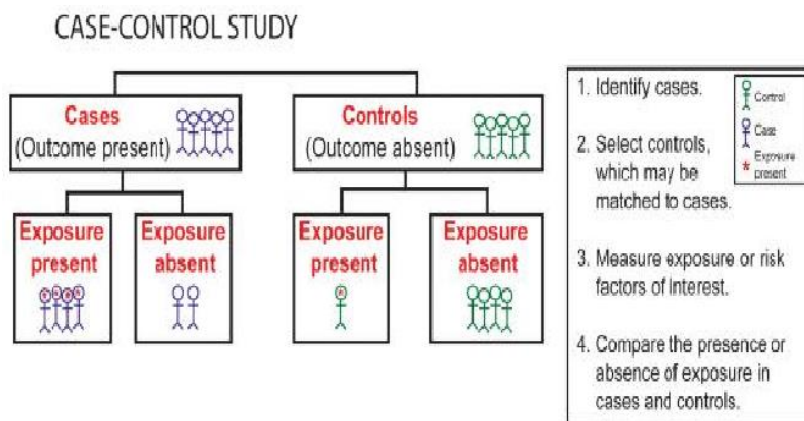 CASE-CONTROL STUDY
Cases
(Outcome present)
Controls
(Outcome absent)
Exposure
present
Exposure
absent
Exposure
present
Exposure
absent
1. Identify cases.
2. Select controls,
which may be
matched to cases.
3. Measure exposure or risk
factors of interest.
4. Compare the presence or
absence of exposure in
cases and controls.
Control
Case
* Exposure
present